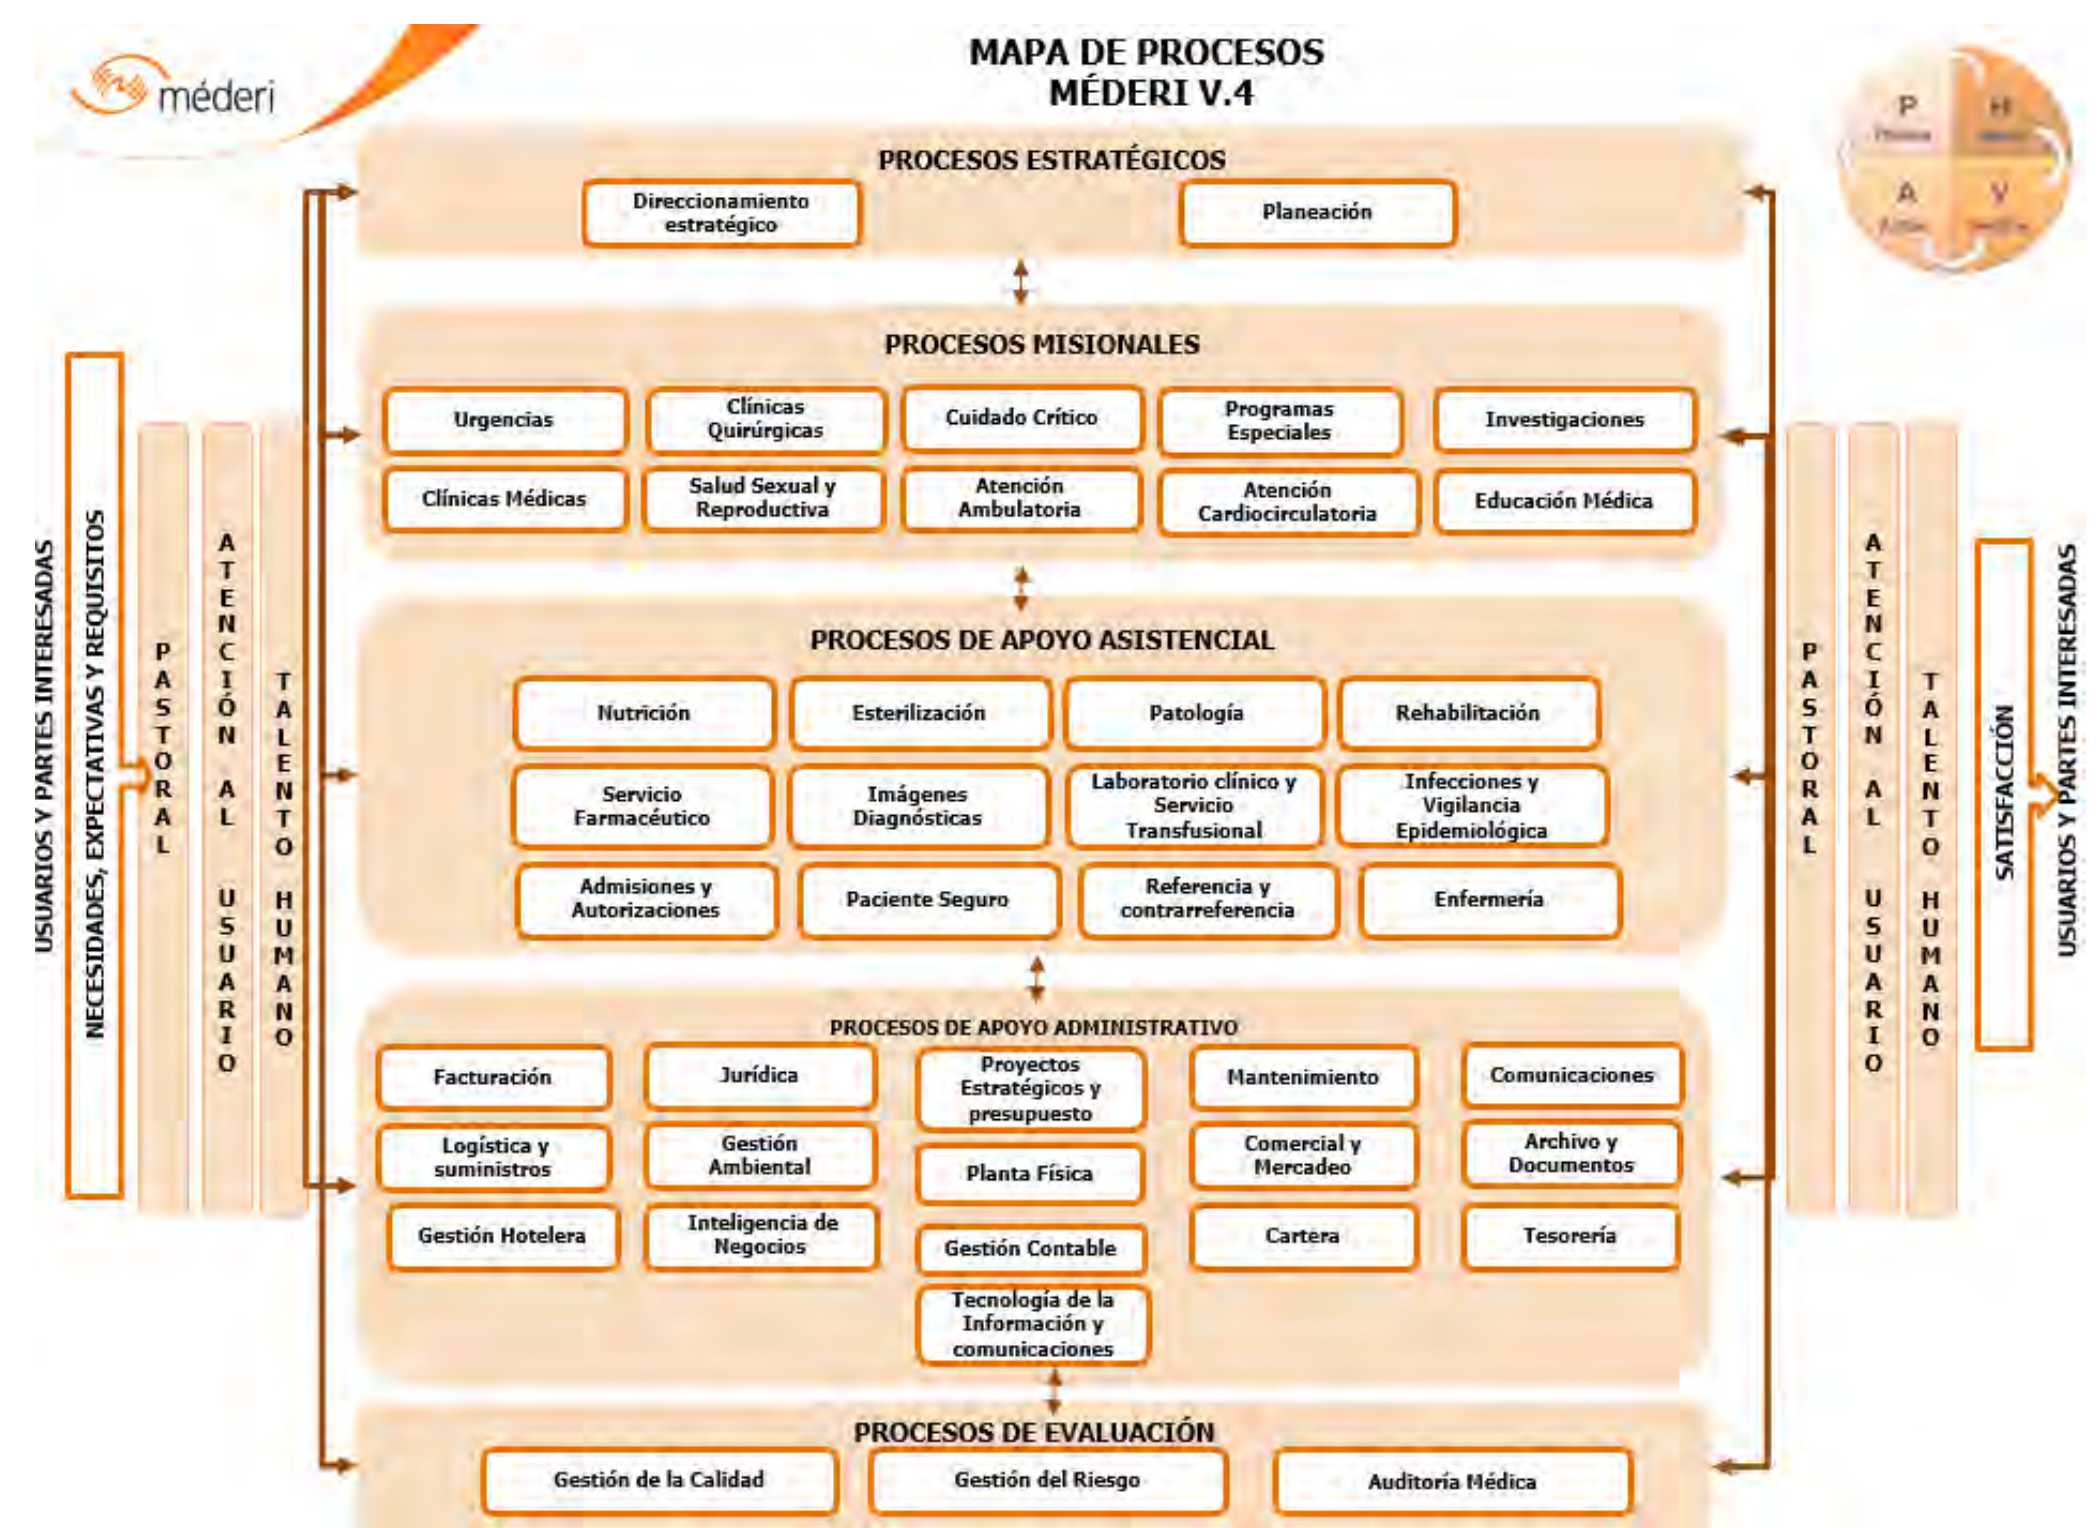 méderi
MAPA DE PROCESOS
MÉDERI V.4
P
H
A
V
PROCESOS ESTRATÉGICOS
Direccionamiento
estratégico
Planeación
PROCESOS MISIONALES
Urgencias
Clínicas
Quirúrgicas
Cuidado Crítico
Programas
Especiales
Investigaciones
Clínicas Médicas
Salud Sexual y
Reproductiva
Atención
Ambulatoria
Atención
Cardiocirculatoria
Educación Médica
PROCESOS DE APOYO ASISTENCIAL
Nutrición
Esterilización
Patología
Rehabilitación
Servicio
Farmacéutico
Imágenes
Diagnósticas
Laboratorio clínico y
Servicio
Transfusional
Infecciones y
Vigilancia
Epidemiológica
Admisiones y
Autorizaciones
Paciente Seguro
Referencia y
contrarreferencia
Enfermería
PROCESOS DE APOYO ADMINISTRATIVO
Facturación
Jurídica
Proyectos
Estratégicos y
presupuesto
Mantenimiento
Comunicaciones
Logística y
suministros
Gestión
Ambiental
Planta Física
Comercial y
Mercadeo
Archivo y
Documentos
Gestión Hotelera
Inteligencia de
Negocios
Gestión Contable
Cartera
Tesorería
Tecnología de la
Información y
comunicaciones
PROCESOS DE EVALUACIÓN
Gestión de la Calidad
Gestión del Riesgo
Auditoría Médica
USUARIOS Y PARTES INTERESADAS
NECESIDADES, EXPECTATIVAS Y REQUISITOS
PASTORAL
ATENCIÓN AL USUARIO
TALENTO HUMANO
PASTORAL
ATENCIÓN AL USUARIO
TALENTO HUMANO
SATISFACCIÓN
USUARIOS Y PARTES INTERESADAS